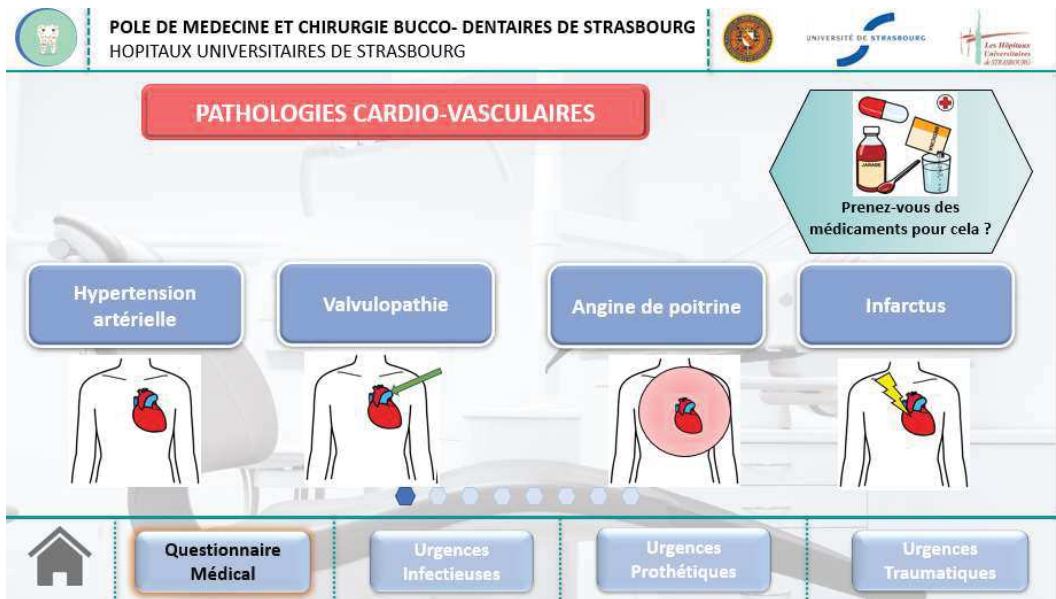 POLE DE MEDECINE ET CHIRURGIE BUCCO- DENTAIRES DE STRASBOURG
HOPITAUX UNIVERSITAIRES DE STRASBOURG
UNIVERSITÉ DE STRASBOURG
Les Hôpitaux
Universitaires
de STRASBOURG
PATHOLOGIES CARDIO-VASCULAIRES
JARABE
Prenez-vous des
médicaments pour cela ?
Hypertension
artérielle
Valvulopathie
Angine de poitrine
Infarctus
Questionnaire
Médical
Urgences
Infectieuses
Urgences
Prothétiques
Urgences
Traumatiques